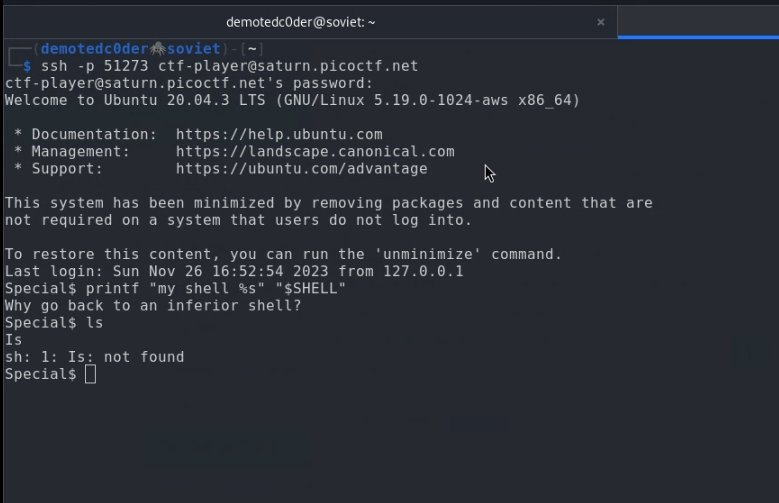 demotedc0der@soviet: ~
×
┌──(demotedc0der🕷soviet)-[~]
└─$ ssh -p 51273 ctf-player@saturn.picoctf.net
ctf-player@saturn.picoctf.net's password:
Welcome to Ubuntu 20.04.3 LTS (GNU/Linux 5.19.0-1024-aws x86_64)
* Documentation:  https://help.ubuntu.com
* Management:     https://landscape.canonical.com
* Support:        https://ubuntu.com/advantage
This system has been minimized by removing packages and content that are
not required on a system that users do not log into.
To restore this content, you can run the 'unminimize' command.
Last login: Sun Nov 26 16:52:54 2023 from 127.0.0.1
Special$ printf "my shell %s" "$SHELL"
Why go back to an inferior shell?
Special$ ls
Is
sh: 1: Is: not found
Special$